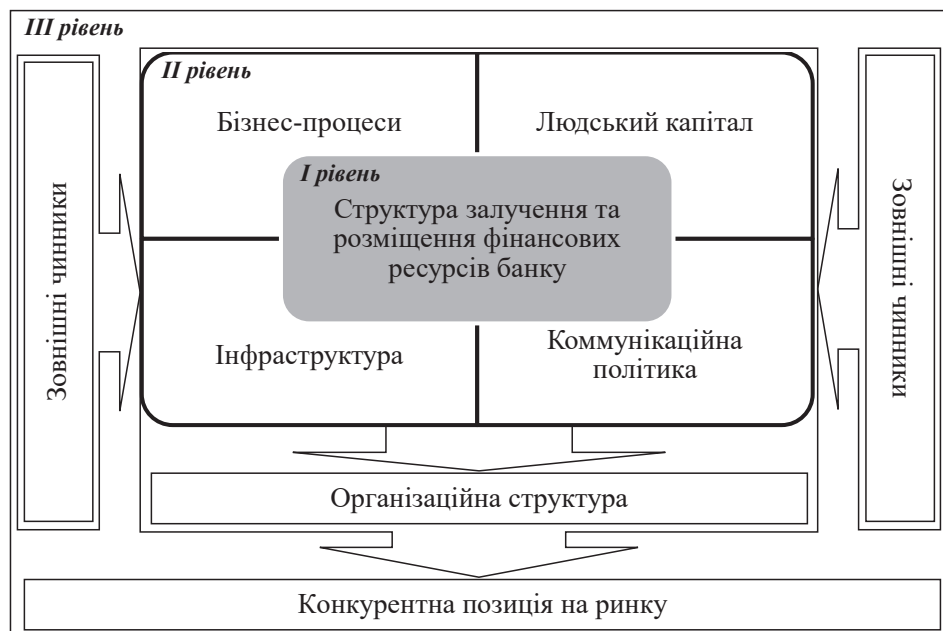 III рівень
II рівень
Бізнес-процеси
Людський капітал
I рівень
Структура залучення та
розміщення фінансових
ресурсів банку
Зовнішні чинники
Зовнішні чинники
Інфраструктура
Коммунікаційна
політика
Організаційна структура
Конкурентна позиція на ринку